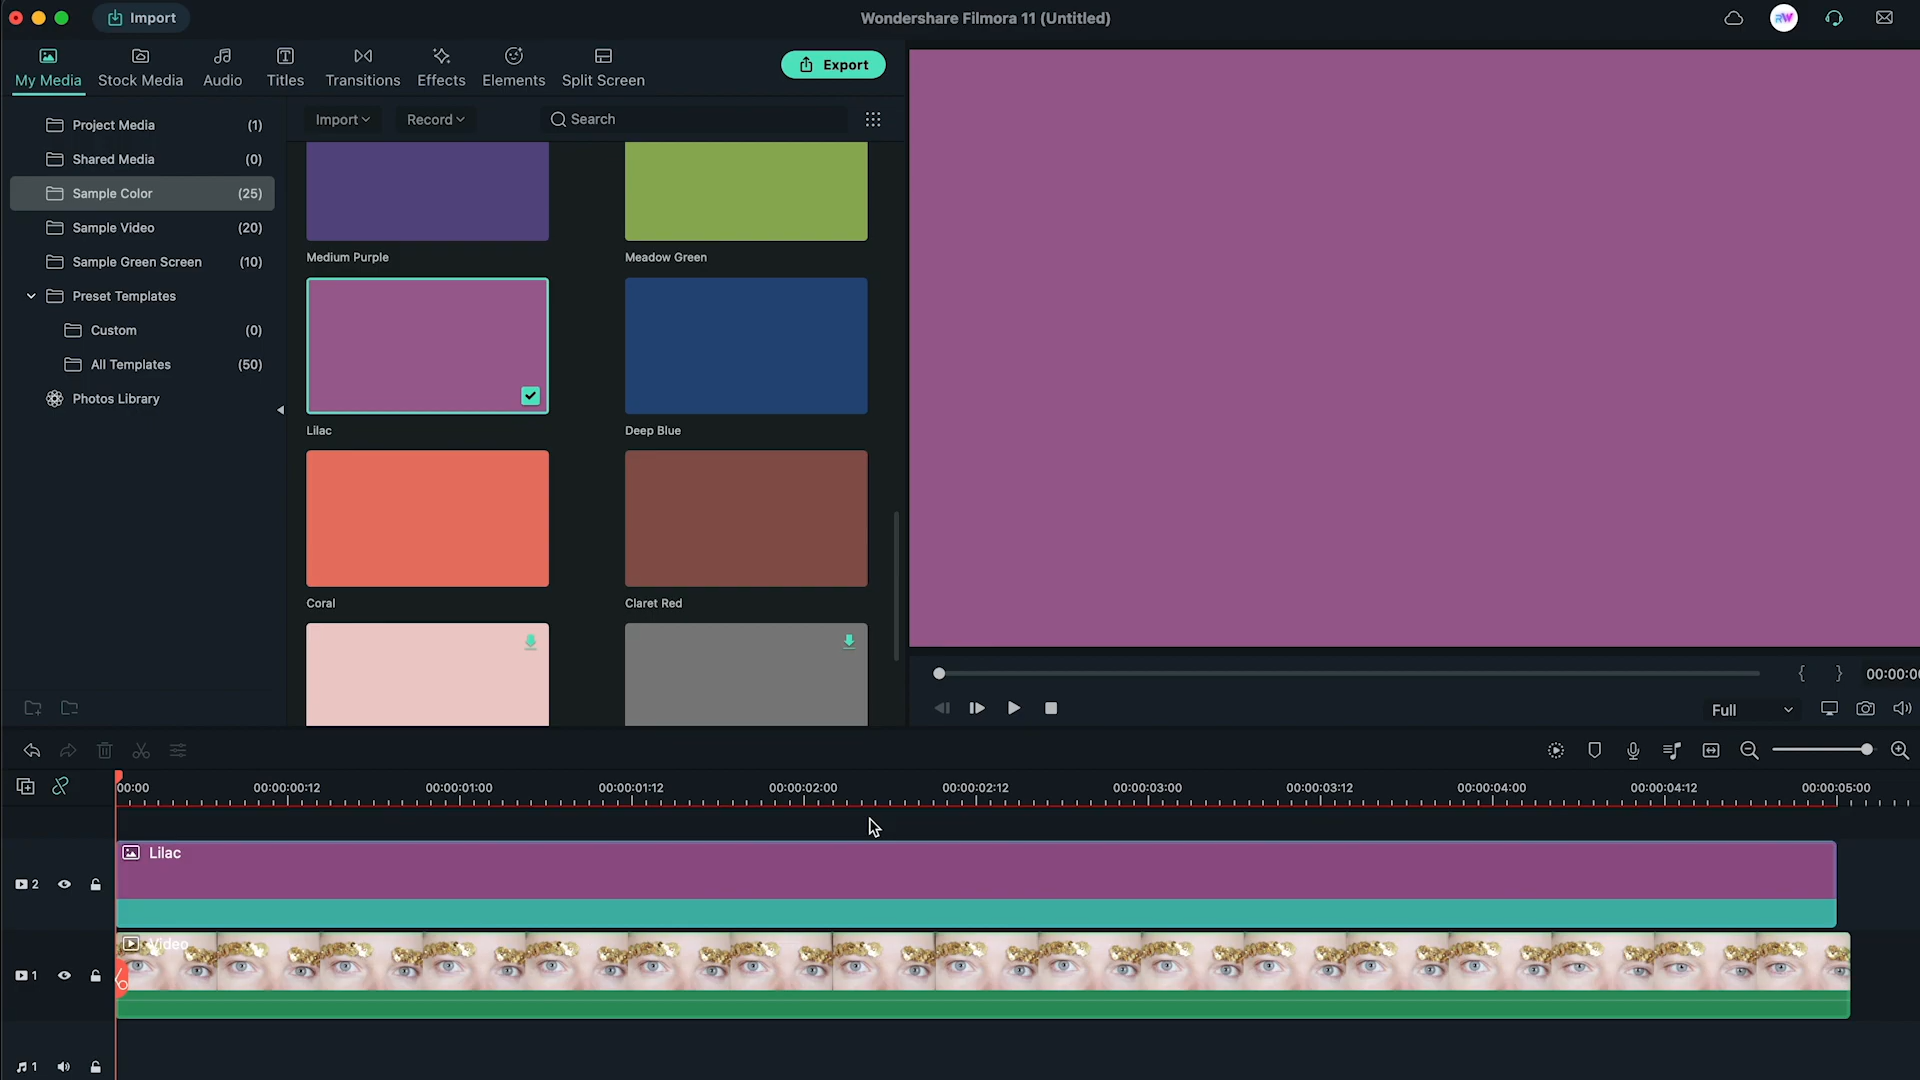 Import
Wondershare Filmora 11 (Untitled)
RW
My Media
Stock Media
Audio
Titles
Transitions
Effects
Elements
Split Screen
Export
Project Media (1)
Shared Media (0)
Sample Color (25)
Sample Video (20)
Sample Green Screen (10)
Preset Templates
Custom (0)
All Templates (50)
Photos Library
Import
Record
Search
Medium Purple
Meadow Green
Lilac
Deep Blue
Coral
Claret Red
{ } 00:00:00
Full
00:00
00:00:00:12
00:00:01:00
00:00:01:12
00:00:02:00
00:00:02:12
00:00:03:00
00:00:03:12
00:00:04:00
00:00:04:12
00:00:05:00
Lilac
2
Video
1
1